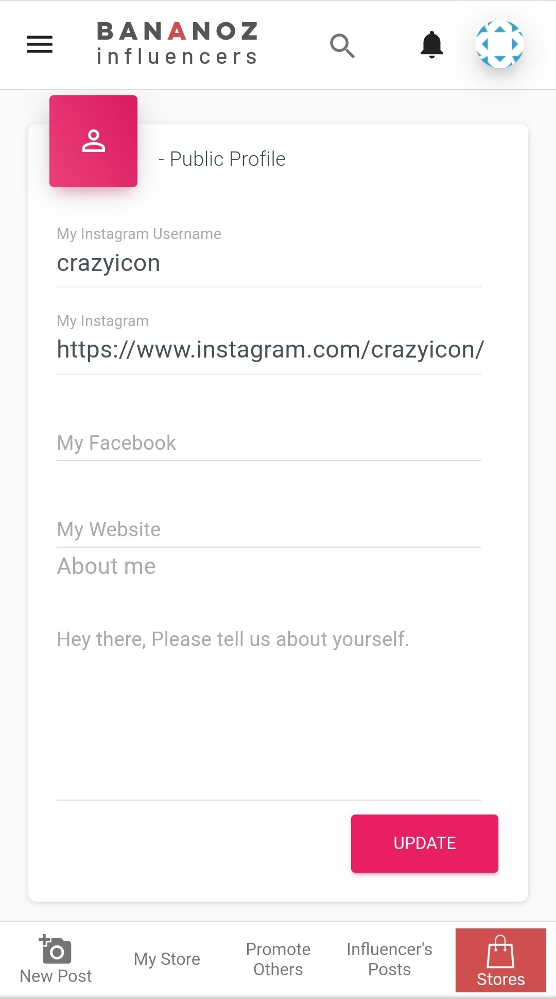 BANANOZ
influencers
- Public Profile
My Instagram Username
crazyicon
My Instagram
https://www.instagram.com/crazyicon/
My Facebook
My Website
About me
Hey there, Please tell us about yourself.
UPDATE
New Post
My Store
Promote
Others
Influencer's
Posts
Stores